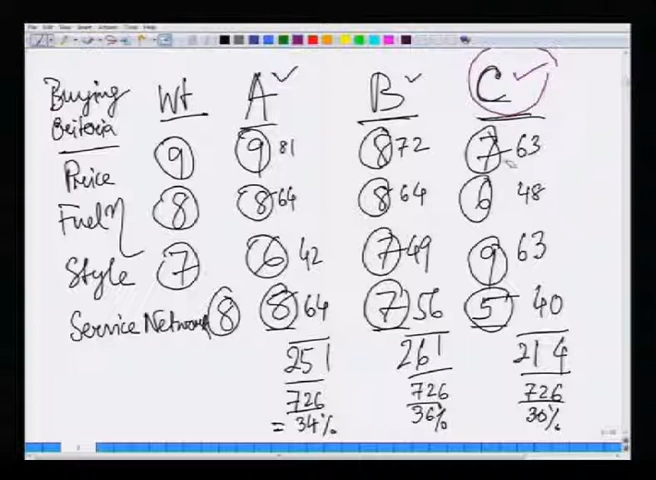 Buying Wt A B C
Criteria
Price 9 9 81 8 72 7 63
Fuel η 8 8 64 8 64 6 48
Style 7 6 42 7 49 9 63
Service Network 8 8 64 7 56 5 40
251 261 214
726 726 726
= 34% 36% 30%